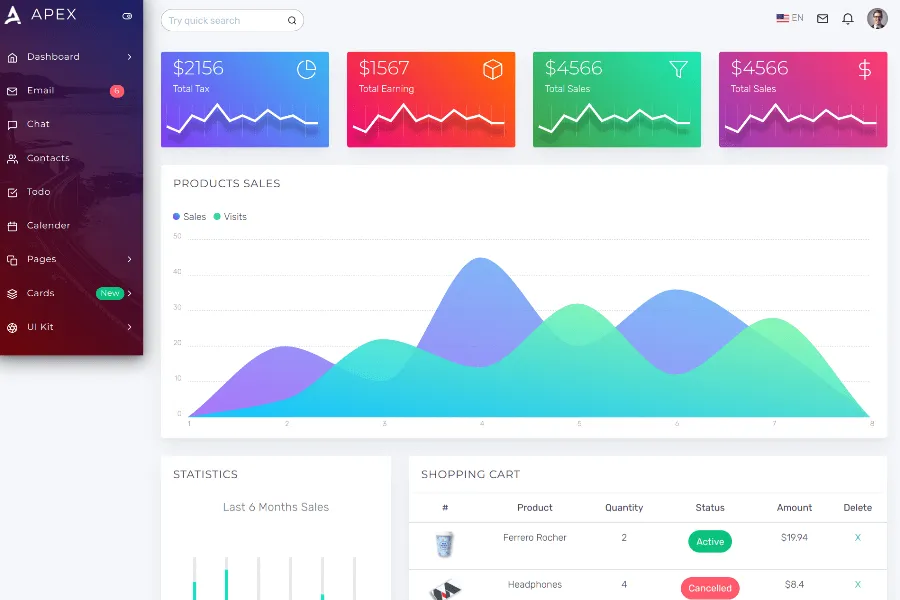 APEX
Dashboard
Email 6
Chat
Contacts
Todo
Calender
Pages
Cards New
UI Kit
Try quick search
EN
$2156
Total Tax
$1567
Total Earning
$4566
Total Sales
$4566
Total Sales
PRODUCTS SALES
Sales Visits
50
40
30
20
10
0
1 2 3 4 5 6 7 8
STATISTICS
Last 6 Months Sales
SHOPPING CART
# Product Quantity Status Amount Delete
Ferrero Rocher 2 Active $19.94 X
Headphones 4 Cancelled $8.4 X